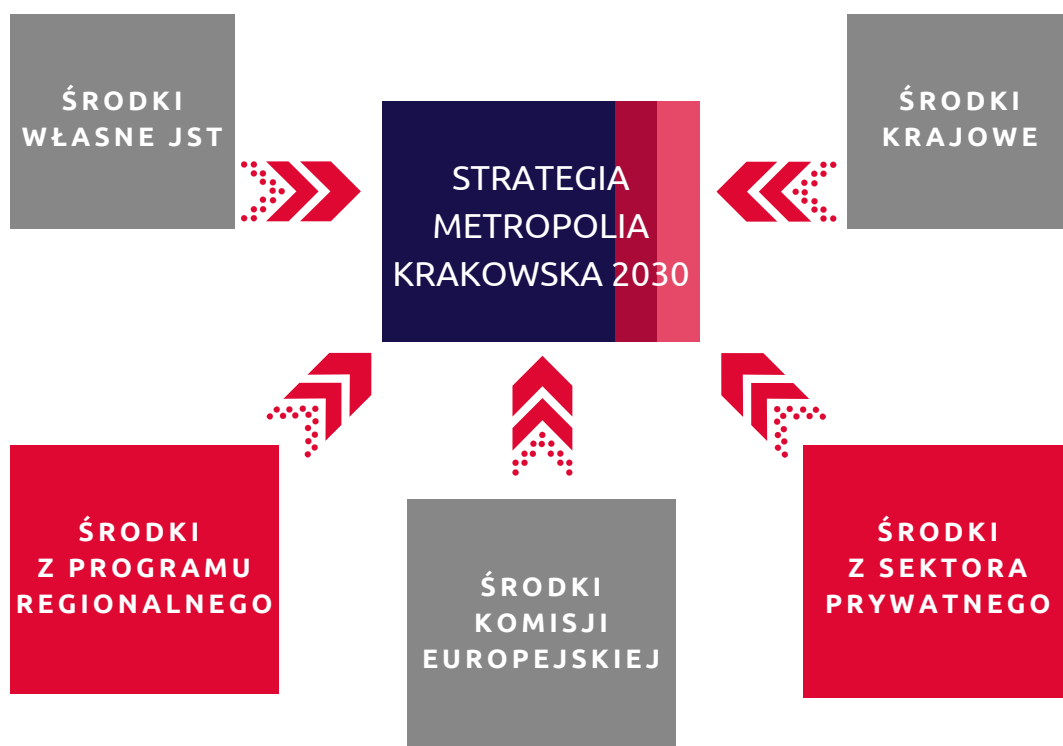 ŚRODKI
WŁASNE JST
STRATEGIA
METROPOLIA
KRAKOWSKA 2030
ŚRODKI
KRAJOWE
ŚRODKI
Z PROGRAMU
REGIONALNEGO
ŚRODKI
KOMISJI
EUROPEJSKIEJ
ŚRODKI
Z SEKTORA
PRYWATNEGO